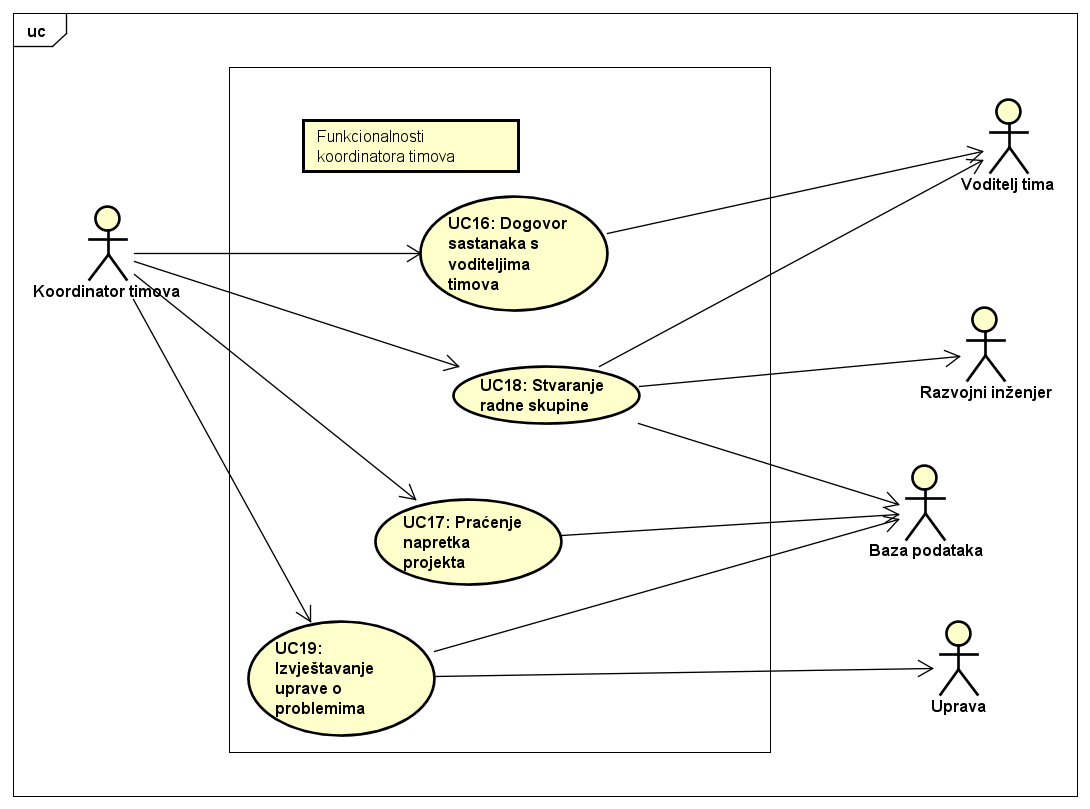 uc
Funkcionalnosti
koordinatora timova
Voditelj tima
UC16: Dogovor
sastanaka s
voditeljima
timova
Koordinator timova
UC18: Stvaranje
radne skupine
Razvojni inženjer
UC17: Praćenje
napretka
projekta
Baza podataka
UC19:
Izvještavanje
uprave o
problemima
Uprava